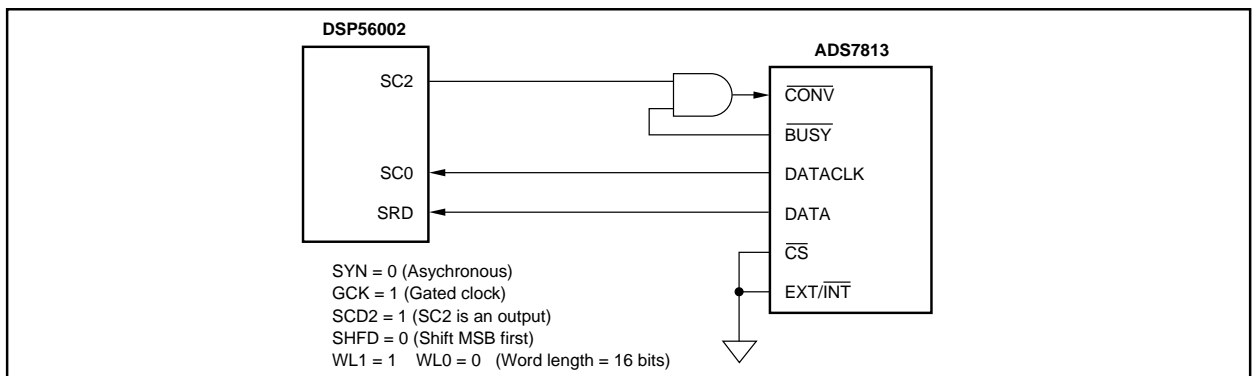 DSP56002
ADS7813
SC2
CONV
BUSY
SC0
DATACLK
SRD
DATA
CS
EXT/INT
SYN = 0 (Asychronous)
GCK = 1 (Gated clock)
SCD2 = 1 (SC2 is an output)
SHFD = 0 (Shift MSB first)
WL1 = 1 WL0 = 0 (Word length = 16 bits)